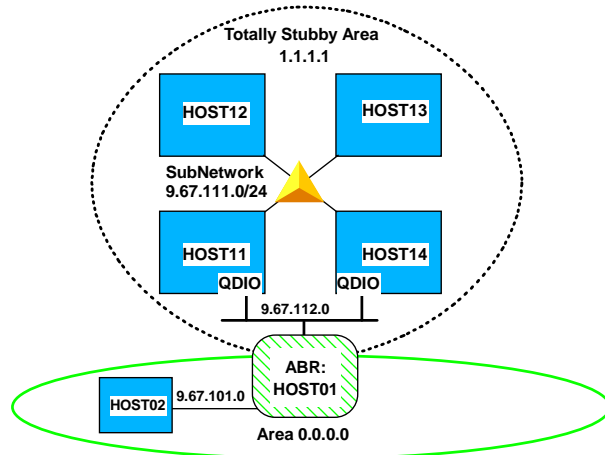 Totally Stubby Area
1.1.1.1
HOST12
HOST13
SubNetwork
9.67.111.0/24
HOST11
HOST14
QDIO
QDIO
9.67.112.0
ABR:
HOST01
HOST02
9.67.101.0
Area 0.0.0.0